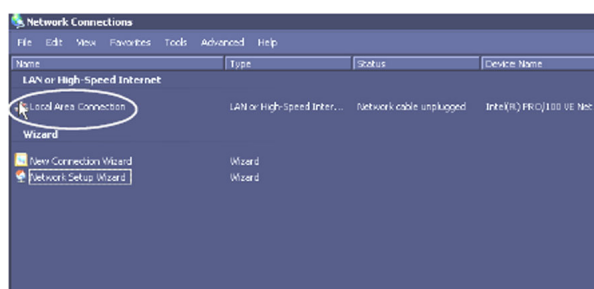 Network Connections
File Edit View Favorites Tools Advanced Help
Name Type Status Device Name
LAN or High-Speed Internet
Local Area Connection LAN or High-Speed Inter... Network cable unplugged Intel(R) PRO/100 VE Net
Wizard
New Connection Wizard Wizard
Network Setup Wizard Wizard